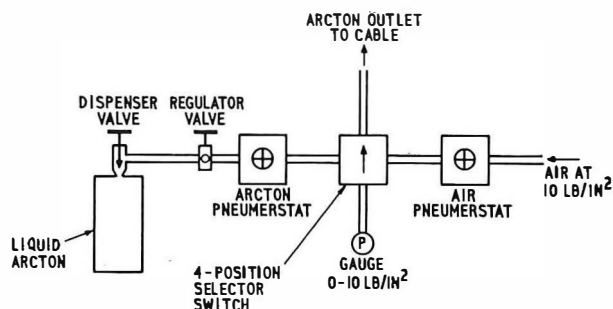 ARCTON OUTLET
TO CABLE
DISPENSER
VALVE
REGULATOR
VALVE
ARCTON
PNEUMERSTAT
AIR
PNEUMERSTAT
AIR AT
10 LB/IN²
LIQUID
ARCTON
4-POSITION
SELECTOR
SWITCH
P
GAUGE
0-10 LB/IN²